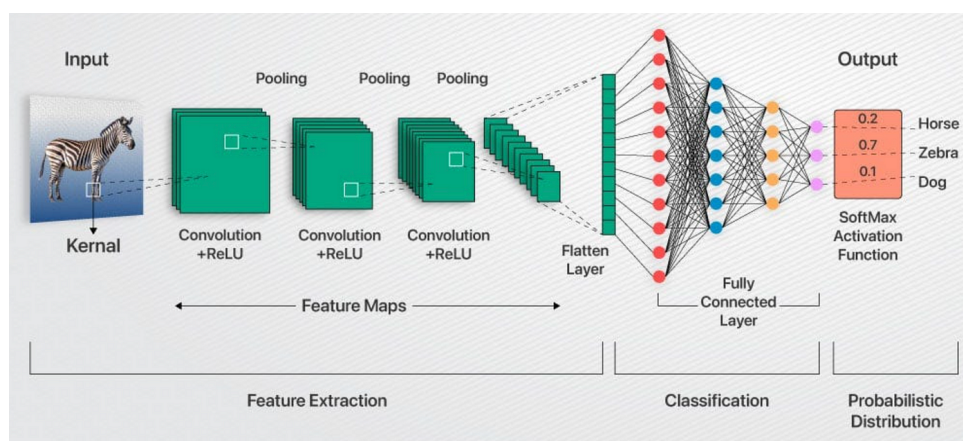 Input
Output
Pooling
Pooling
Pooling
0.2
0.7
0.1
Horse
Zebra
Dog
Kernal
Convolution
+ReLU
Convolution
+ReLU
Convolution
+ReLU
Flatten
Layer
SoftMax
Activation
Function
Feature Maps
Fully
Connected
Layer
Feature Extraction
Classification
Probabilistic
Distribution